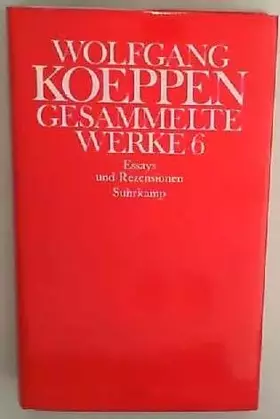 WOLFGANG
KOEPPEN
GESAMMELTE
WERKE 6
Essays
und Rezensionen
Suhrkamp